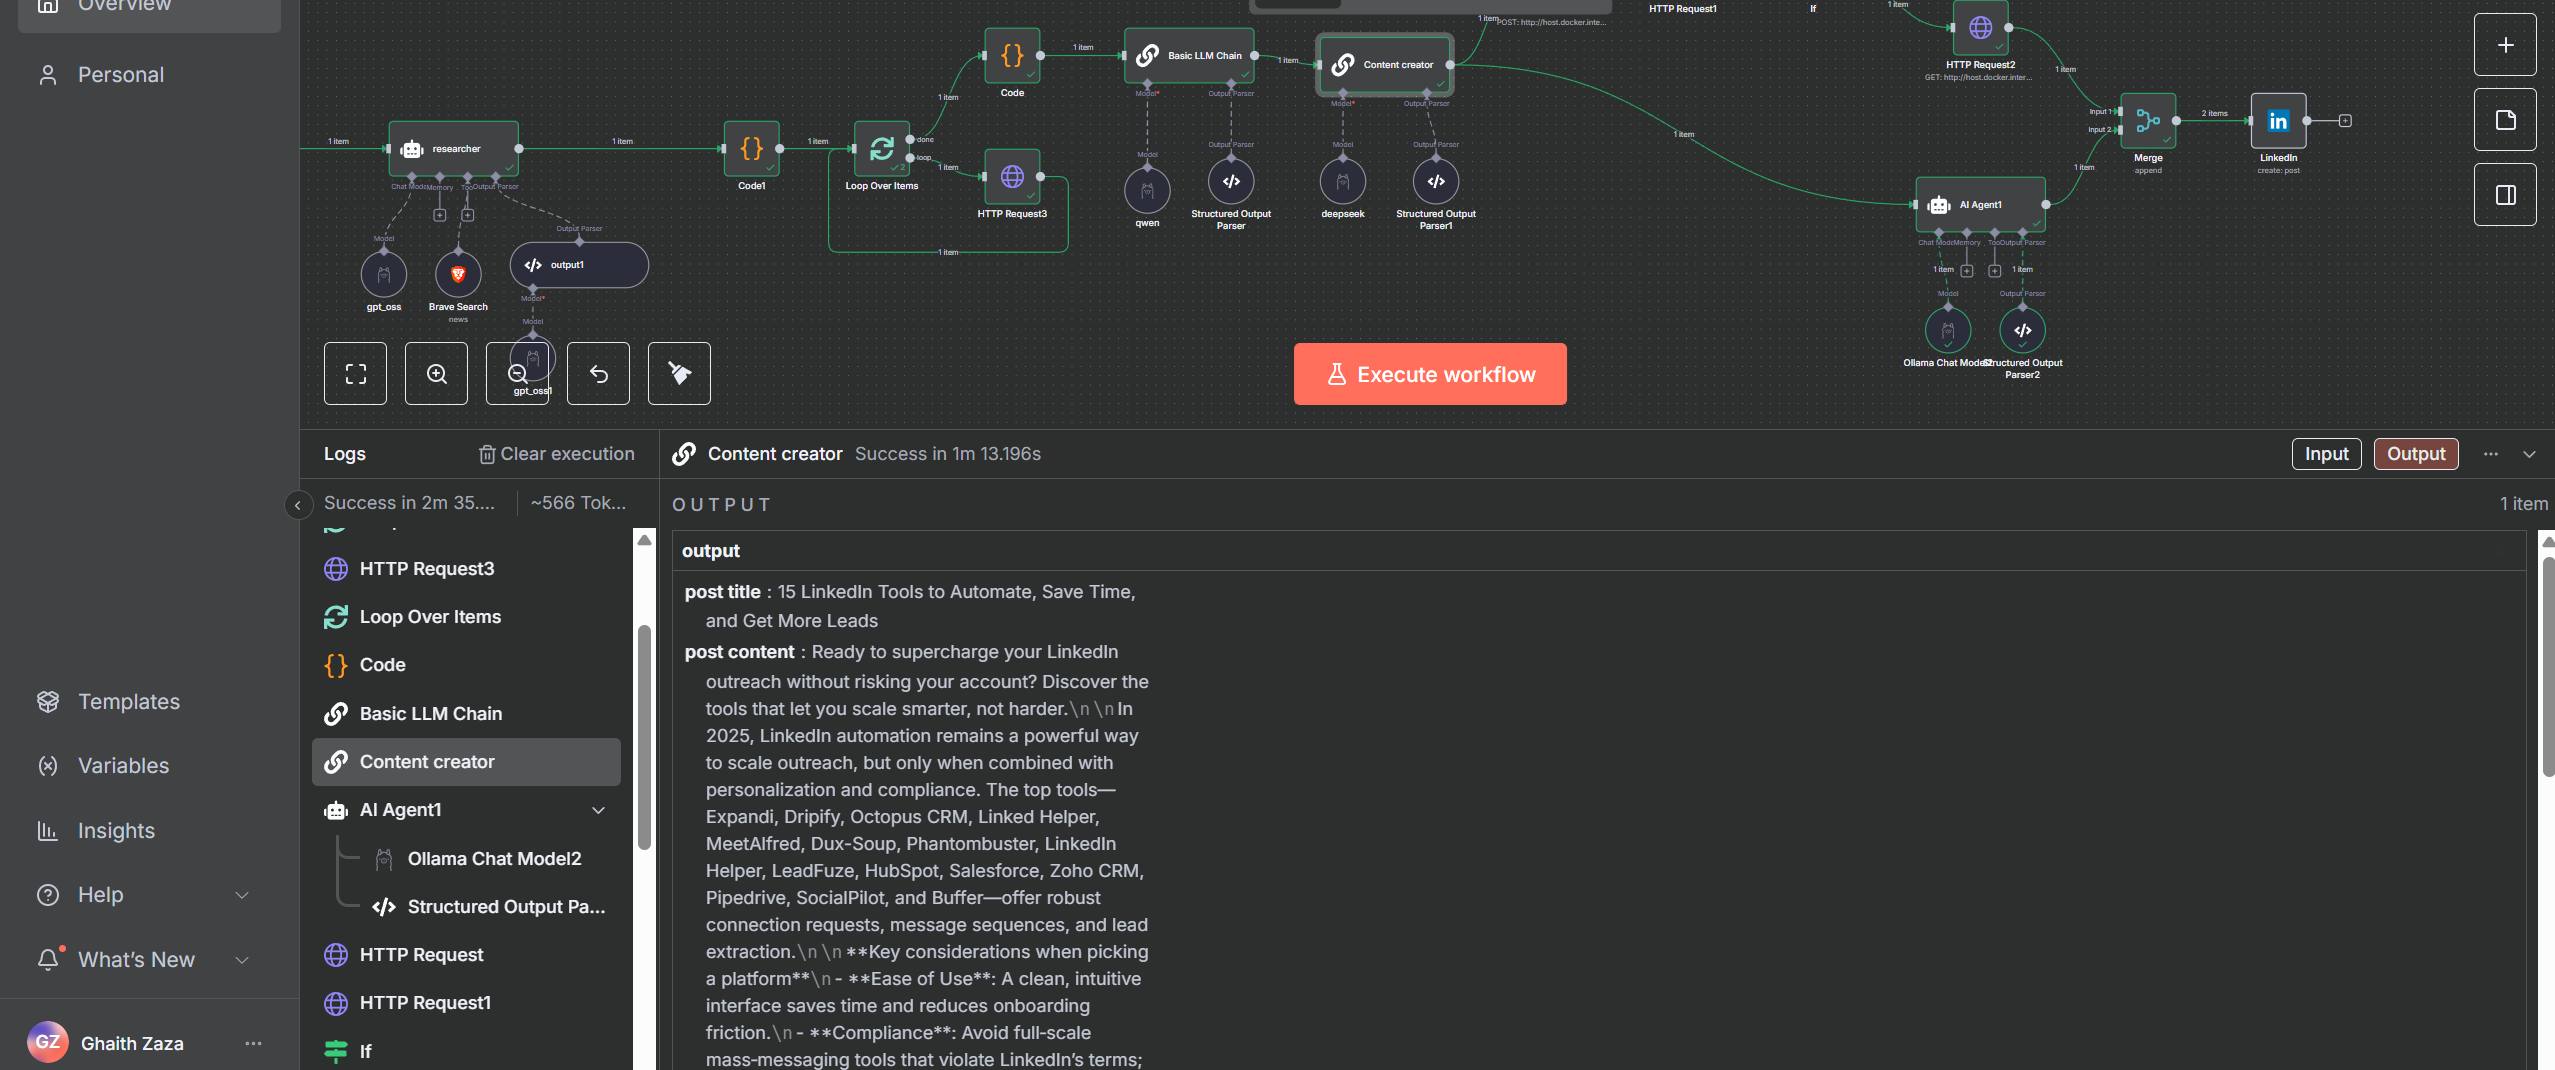 Overview
Personal
Templates
Variables
Insights
Help
What's New
GZ
Ghaith Zaza
1 item
researcher
Chat Mode
Memory
Too
Output Parser
Model
gpt_oss
Brave Search
news
Output Parser
output1
Model*
Model
gpt_oss1
1 item
Code1
1 item
Loop Over Items
2
done
loop
1 item
1 item
Code
HTTP Request3
1 item
1 item
Basic LLM Chain
Model*
Output Parser
Model
qwen
Output Parser
Structured Output
Parser
1 item
Content creator
Model*
Output Parser
Model
deepseek
Output Parser
Structured Output
Parser1
1 item
POST: http://host.docker.inte...
HTTP Request1
If
1 item
1 item
HTTP Request2
GET: http://host.docker.inter...
1 item
Input 1
Input 2
Merge
append
2 items
in
LinkedIn
create: post
1 item
AI Agent1
Chat Mode
Memory
Too
Output Parser
1 item
1 item
Model
Output Parser
Ollama Chat Model2
Structured Output
Parser2
Execute workflow
Logs
Clear execution
Success in 2m 35....
~566 Tok...
HTTP Request3
Loop Over Items
Code
Basic LLM Chain
Content creator
AI Agent1
Ollama Chat Model2
Structured Output Pa...
HTTP Request
HTTP Request1
If
Content creator
Success in 1m 13.196s
Input
Output
OUTPUT
1 item
output
post title : 15 LinkedIn Tools to Automate, Save Time,
and Get More Leads
post content : Ready to supercharge your LinkedIn
outreach without risking your account? Discover the
tools that let you scale smarter, not harder.\n\nIn
2025, LinkedIn automation remains a powerful way
to scale outreach, but only when combined with
personalization and compliance. The top tools—
Expandi, Dripify, Octopus CRM, Linked Helper,
MeetAlfred, Dux-Soup, Phantombuster, LinkedIn
Helper, LeadFuze, HubSpot, Salesforce, Zoho CRM,
Pipedrive, SocialPilot, and Buffer—offer robust
connection requests, message sequences, and lead
extraction.\n\n**Key considerations when picking
a platform**\n- **Ease of Use**: A clean, intuitive
interface saves time and reduces onboarding
friction.\n- **Compliance**: Avoid full-scale
mass-messaging tools that violate LinkedIn's terms;